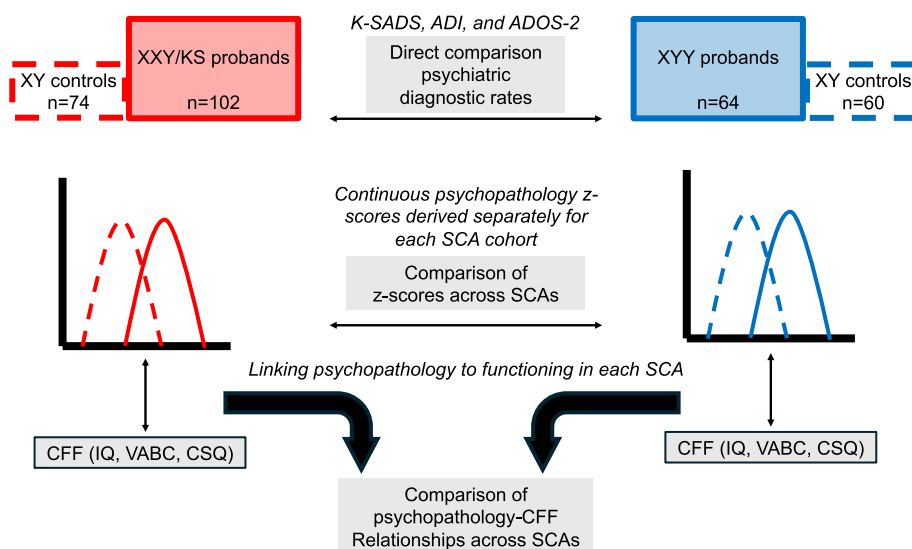 K-SADS, ADI, and ADOS-2
XY controls
n=74
XXY/KS probands
n=102
Direct comparison
psychiatric
diagnostic rates
XYY probands
n=64
XY controls
n=60
Continuous psychopathology z-
scores derived separately for
each SCA cohort
Comparison of
z-scores across SCAs
Linking psychopathology to functioning in each SCA
CFF (IQ, VABC, CSQ)
CFF (IQ, VABC, CSQ)
Comparison of
psychopathology-CFF
Relationships across SCAs